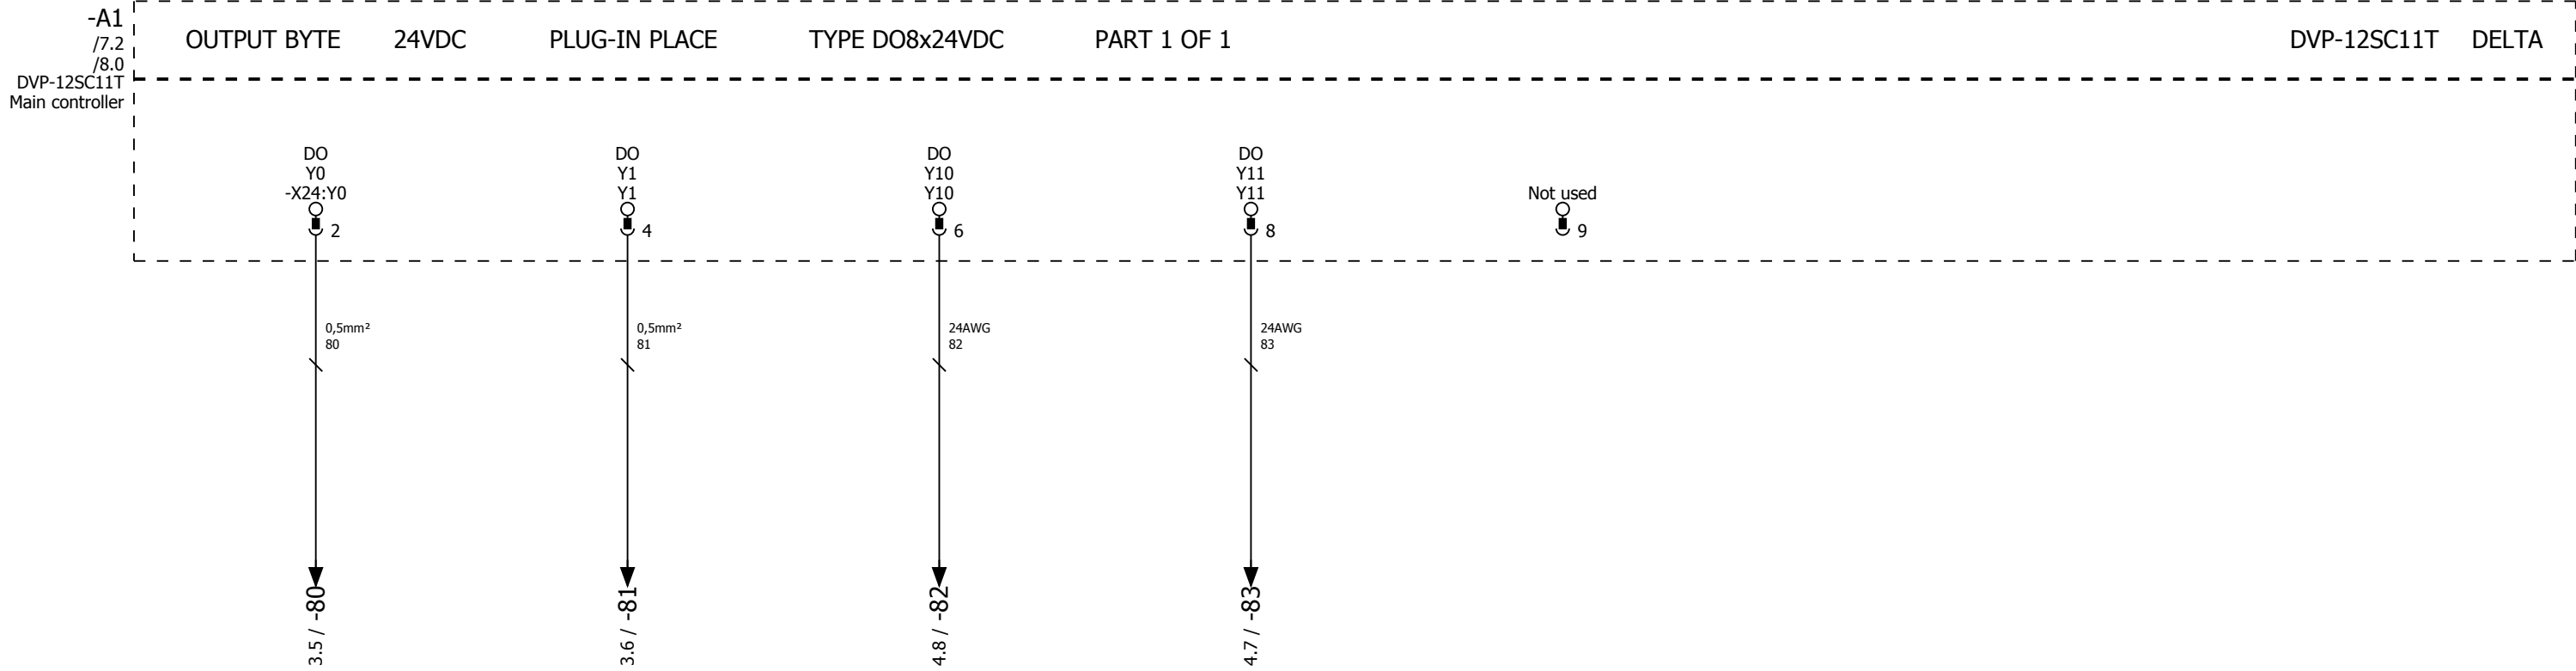 -A1
/7.2
/8.0
DVP-12SC11T
Main controller
OUTPUT BYTE 24VDC PLUG-IN PLACE TYPE DO8x24VDC PART 1 OF 1 DVP-12SC11T DELTA
DO
Y0
-X24:Y0
2
DO
Y1
Y1
4
DO
Y10
Y10
6
DO
Y11
Y11
8
Not used
9
0,5mm²
80
0,5mm²
81
24AWG
82
24AWG
83
3.5 / -80
3.6 / -81
4.8 / -82
4.7 / -83